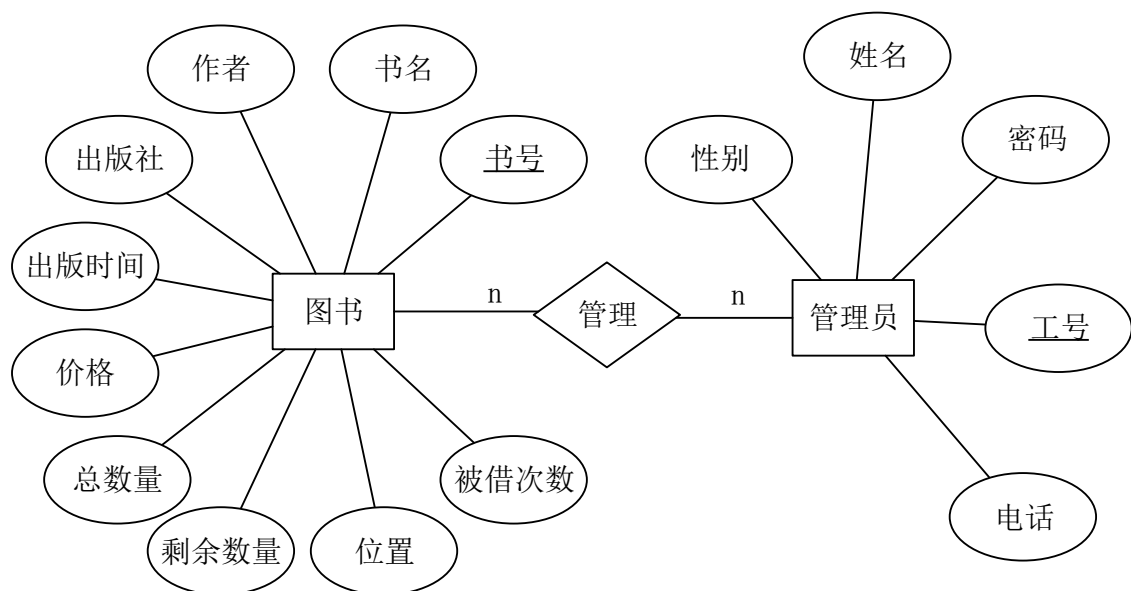 作者
书名
姓名
出版社
书号
性别
密码
出版时间
图书
n
管理
n
管理员
工号
价格
总数量
被借次数
剩余数量
位置
电话